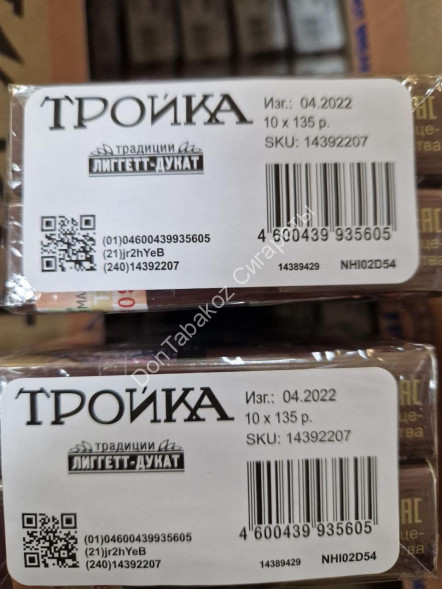 ТРОЙКА
традиции
ЛИГГЕТТ-ДУКАТ
Изг.: 04.2022
10 x 135 р.
SKU: 14392207
(01)04600439935605
(21)jr2hYeB
(240)14392207
4 600439 935605
14389429 NHI02D54
DonTabakoz Сигареты
ТРОЙКА
традиции
ЛИГГЕТТ-ДУКАТ
Изг.: 04.2022
10 x 135 р.
SKU: 14392207
(01)04600439935605
(21)jr2hYeB
(240)14392207
4 600439 935605
14389429 NHI02D54